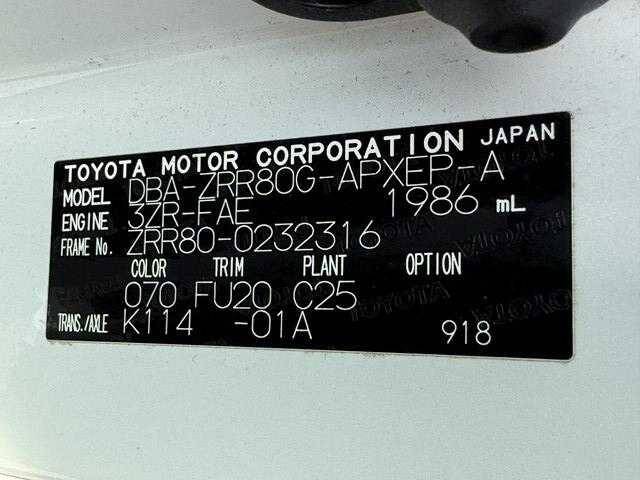 TOYOTA MOTOR CORPORATION JAPAN
MODEL DBA-ZRR80G-APXEP-A
ENGINE 3ZR-FAE 1986 mL
FRAME No. ZRR80-0232316
COLOR TRIM PLANT OPTION
070 FU20 C25
TRANS./AXLE K114 -01A 918